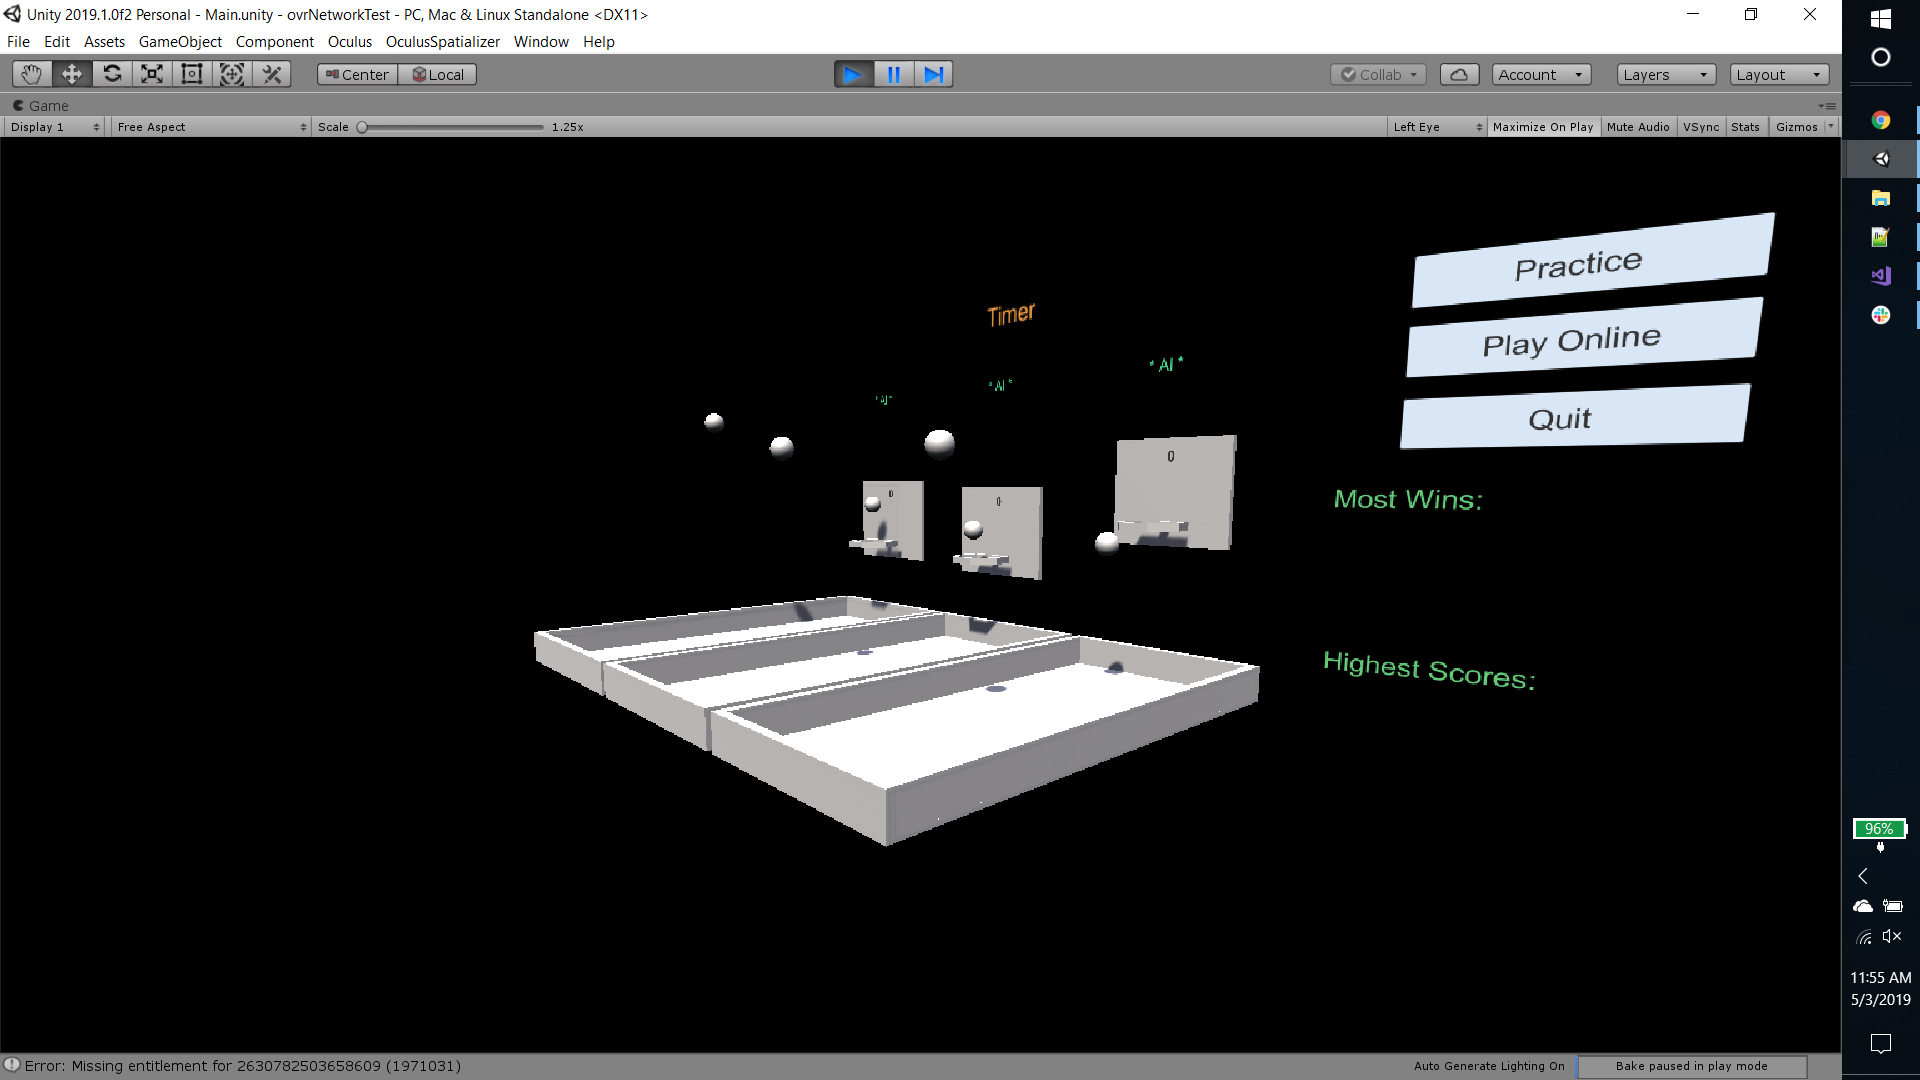 Unity 2019.1.0f2 Personal - Main.unity - ovrNetworkTest - PC, Mac & Linux Standalone <DX11>
File Edit Assets GameObject Component Oculus OculusSpatializer Window Help
Center Local Collab Account Layers Layout
Game
Display 1 Free Aspect Scale 1.25x Left Eye Maximize On Play Mute Audio VSync Stats Gizmos
Practice
Timer
Play Online
* AI *
* AI *
* AI *
Quit
0
0
0
Most Wins:
Highest Scores:
96%
11:55 AM
5/3/2019
Error: Missing entitlement for 2630782503658609 (1971031)
Auto Generate Lighting On Bake paused in play mode